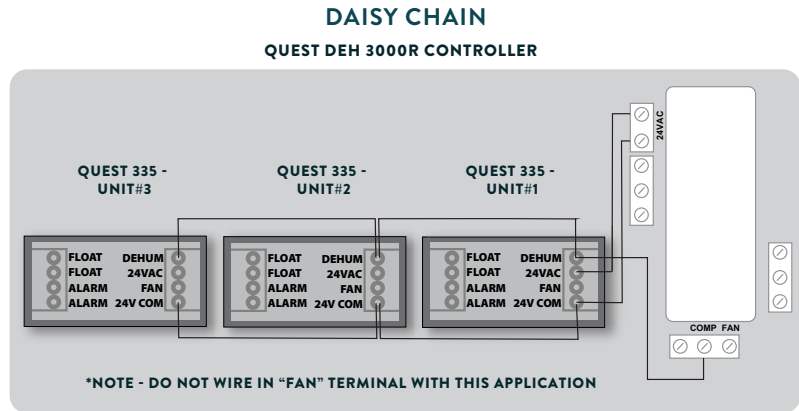 DAISY CHAIN
QUEST DEH 3000R CONTROLLER
24VAC
QUEST 335 -
UNIT#3
QUEST 335 -
UNIT#2
QUEST 335 -
UNIT#1
FLOAT DEHUM
FLOAT 24VAC
ALARM FAN
ALARM 24V COM
FLOAT DEHUM
FLOAT 24VAC
ALARM FAN
ALARM 24V COM
FLOAT DEHUM
FLOAT 24VAC
ALARM FAN
ALARM 24V COM
COMP FAN
*NOTE - DO NOT WIRE IN “FAN” TERMINAL WITH THIS APPLICATION